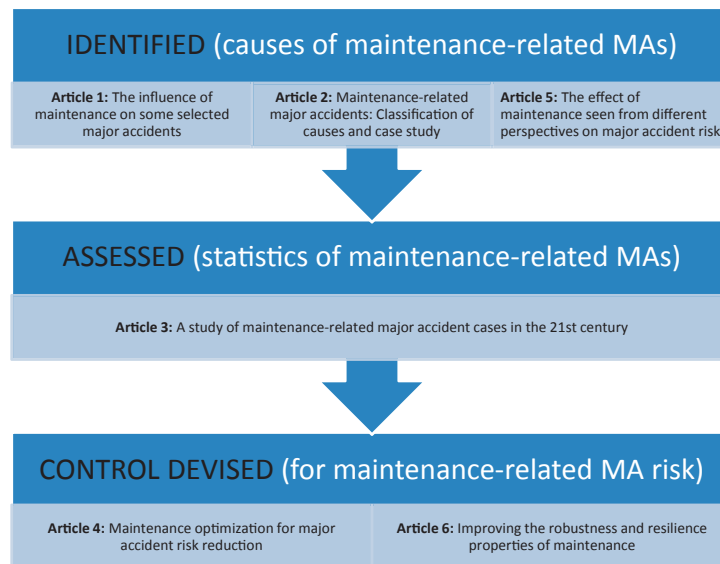 IDENTIFIED (causes of maintenance-related MAs)
Article 1: The influence of
maintenance on some selected
major accidents
Article 2: Maintenance-related
major accidents: Classification of
causes and case study
Article 5: The effect of
maintenance seen from different
perspectives on major accident risk
ASSESSED (statistics of maintenance-related MAs)
Article 3: A study of maintenance-related major accident cases in the 21st century
CONTROL DEVISED (for maintenance-related MA risk)
Article 4: Maintenance optimization for major
accident risk reduction
Article 6: Improving the robustness and resilience
properties of maintenance